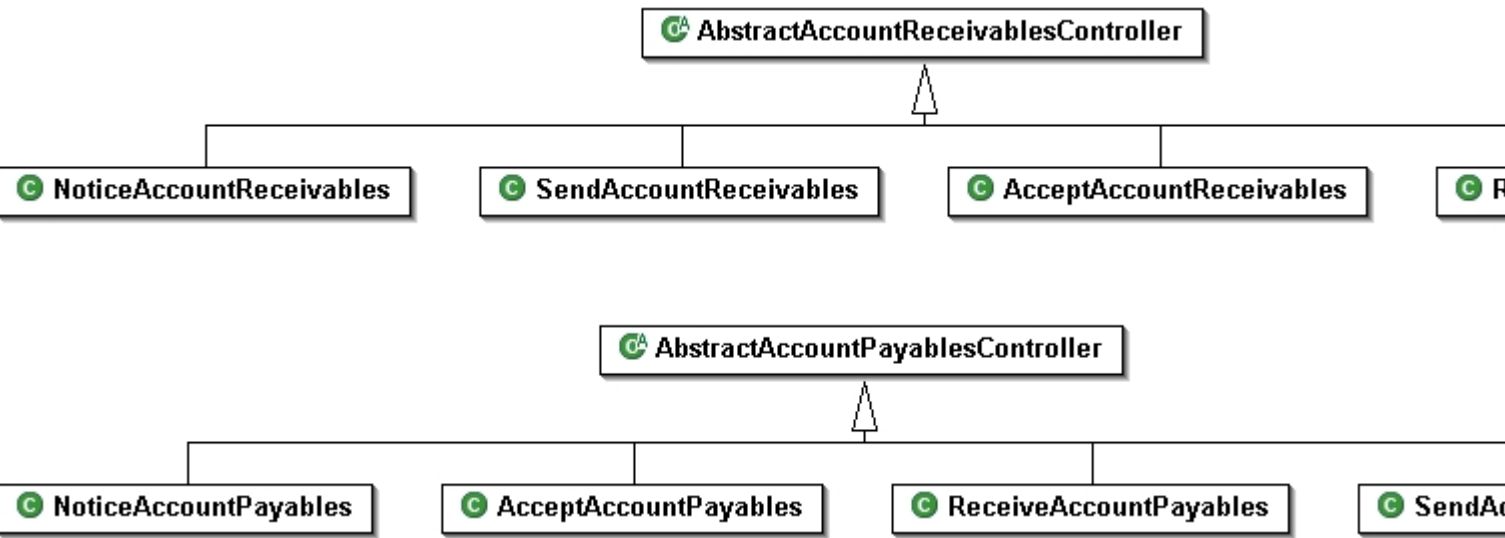 AbstractAccountReceivablesController
NoticeAccountReceivables
SendAccountReceivables
AcceptAccountReceivables
AbstractAccountPayablesController
NoticeAccountPayables
AcceptAccountPayables
ReceiveAccountPayables